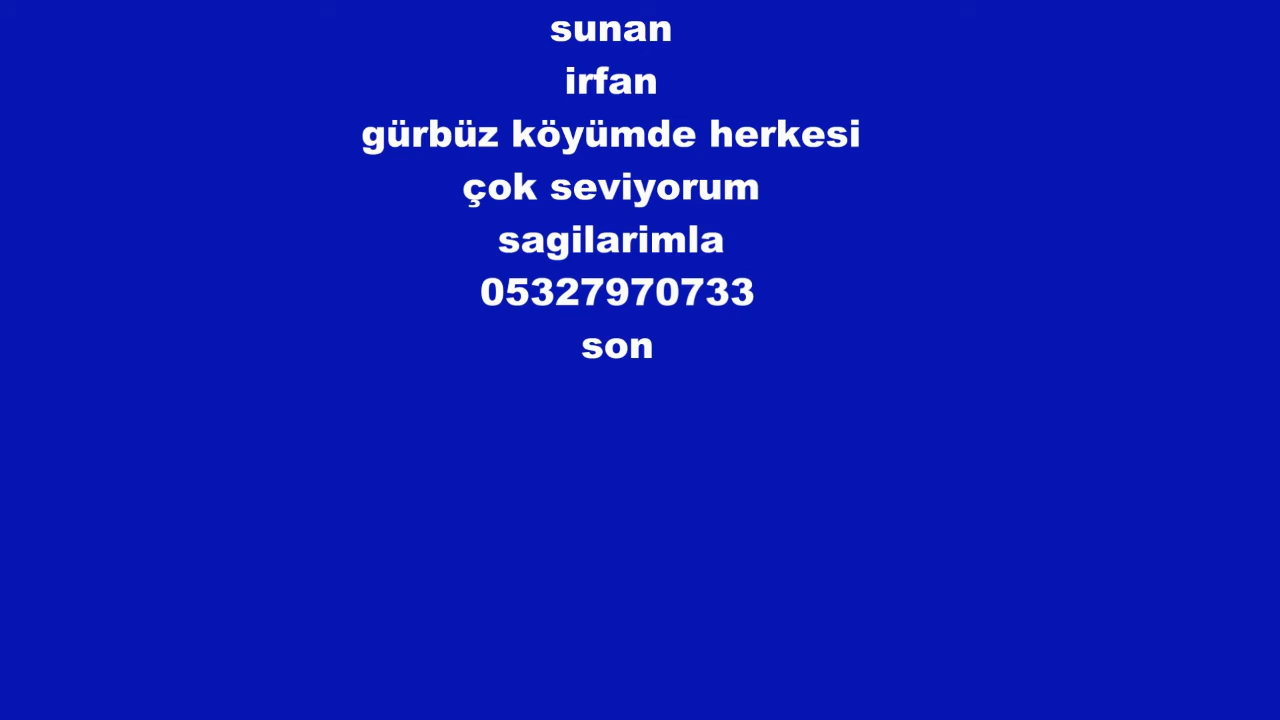 sunan
irfan
gürbüz köyümde herkesi
çok seviyorum
sagilarimla
05327970733
son